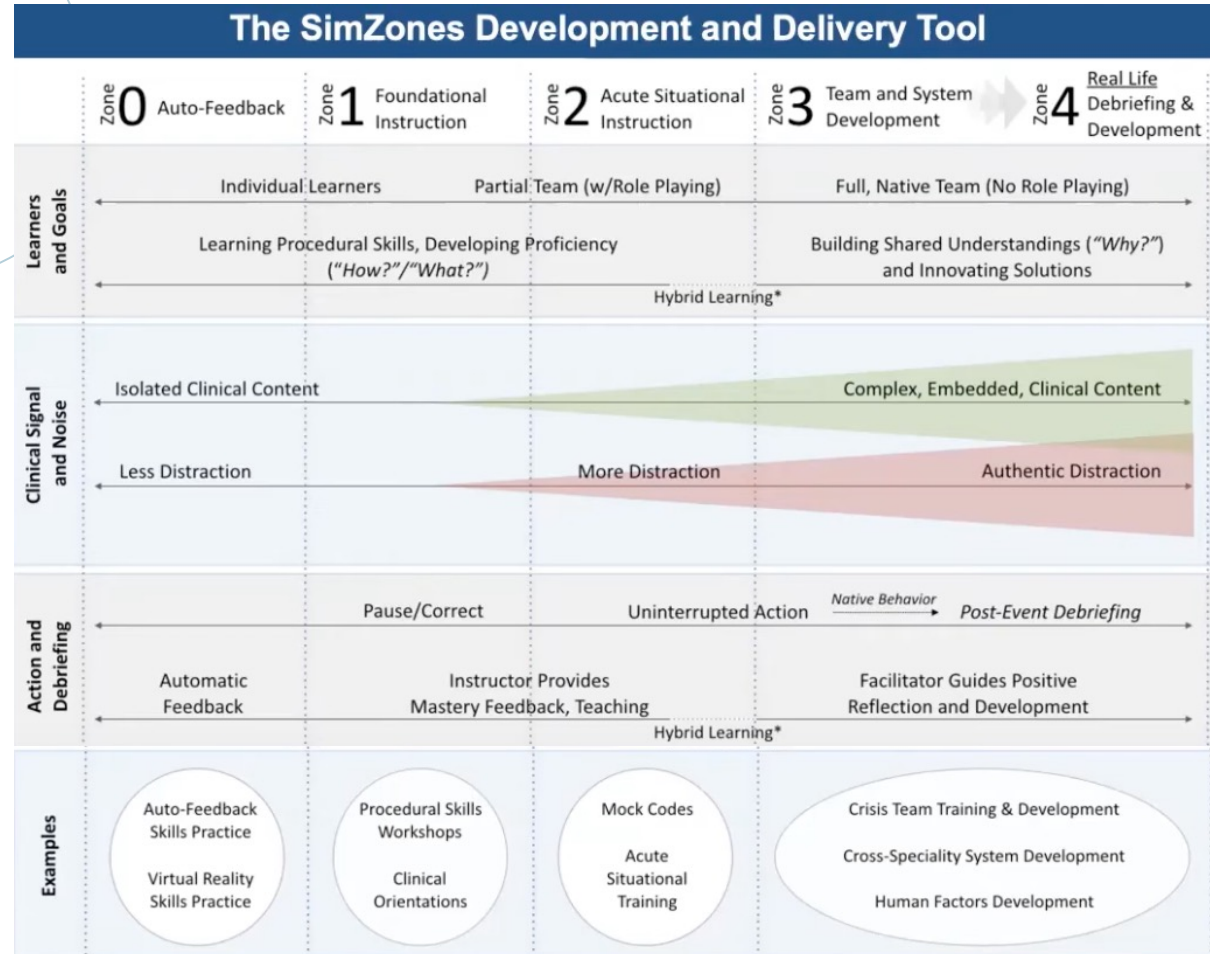 The SimZones Development and Delivery Tool
Zone 0 Auto-Feedback
Zone 1 Foundational
Instruction
Zone 2 Acute Situational
Instruction
Zone 3 Team and System
Development
Zone 4 Real Life
Debriefing &
Development
Learners
and Goals
Individual Learners
Partial Team (w/Role Playing)
Full, Native Team (No Role Playing)
Learning Procedural Skills, Developing Proficiency
("How?"/"What?")
Building Shared Understandings ("Why?")
and Innovating Solutions
Hybrid Learning*
Clinical Signal
and Noise
Isolated Clinical Content
Complex, Embedded, Clinical Content
Less Distraction
More Distraction
Authentic Distraction
Action and
Debriefing
Pause/Correct
Uninterrupted Action
Native Behavior
Post-Event Debriefing
Automatic
Feedback
Instructor Provides
Mastery Feedback, Teaching
Facilitator Guides Positive
Reflection and Development
Hybrid Learning*
Examples
Auto-Feedback
Skills Practice
Virtual Reality
Skills Practice
Procedural Skills
Workshops
Clinical
Orientations
Mock Codes
Acute
Situational
Training
Crisis Team Training & Development
Cross-Speciality System Development
Human Factors Development